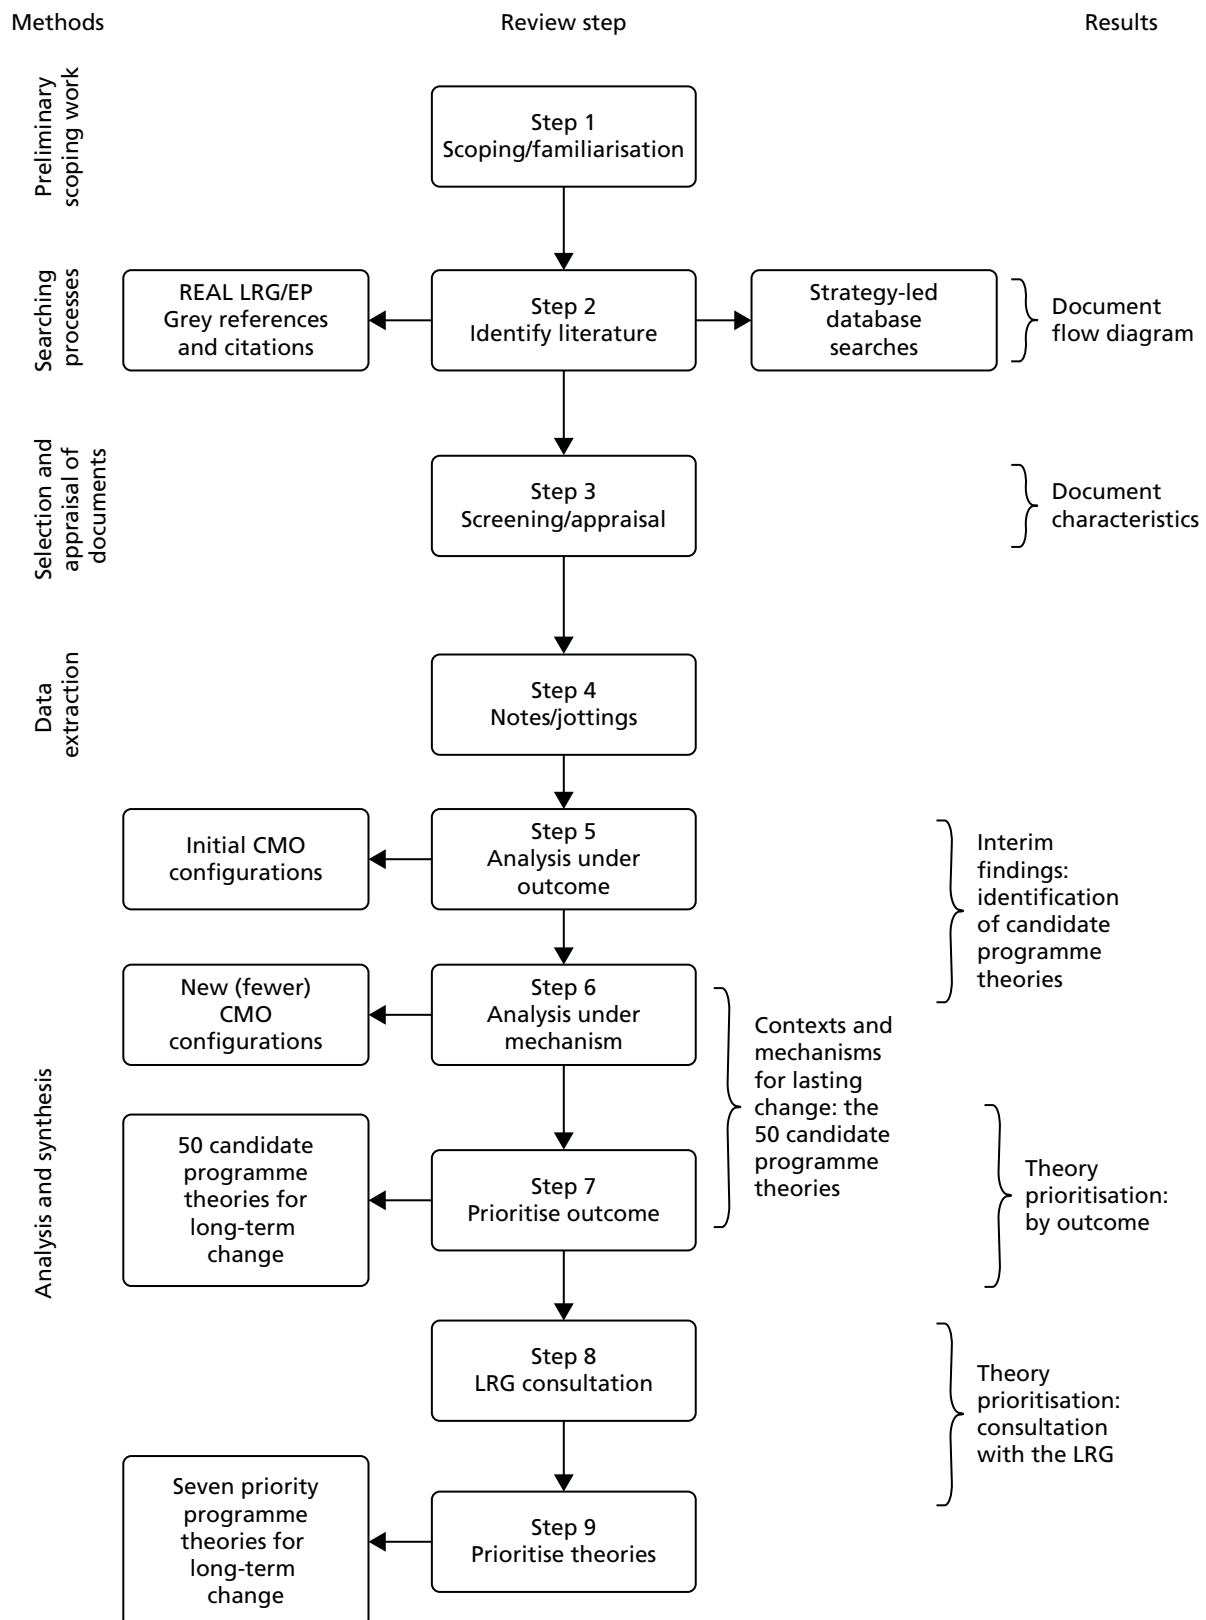 Methods
Review step
Results
Preliminary
scoping work
Step 1
Scoping/familiarisation
Searching
processes
REAL LRG/EP
Grey references
and citations
Step 2
Identify literature
Strategy-led
database
searches
Document
flow diagram
Selection and
appraisal of
documents
Step 3
Screening/appraisal
Document
characteristics
Data
extraction
Step 4
Notes/jottings
Analysis and synthesis
Initial CMO
configurations
Step 5
Analysis under
outcome
Interim
findings:
identification
of candidate
programme
theories
New (fewer)
CMO
configurations
Step 6
Analysis under
mechanism
Contexts and
mechanisms
for lasting
change: the
50 candidate
programme
theories
50 candidate
programme
theories for
long-term
change
Step 7
Prioritise outcome
Theory
prioritisation:
by outcome
Step 8
LRG consultation
Theory
prioritisation:
consultation
with the LRG
Seven priority
programme
theories for
long-term
change
Step 9
Prioritise theories